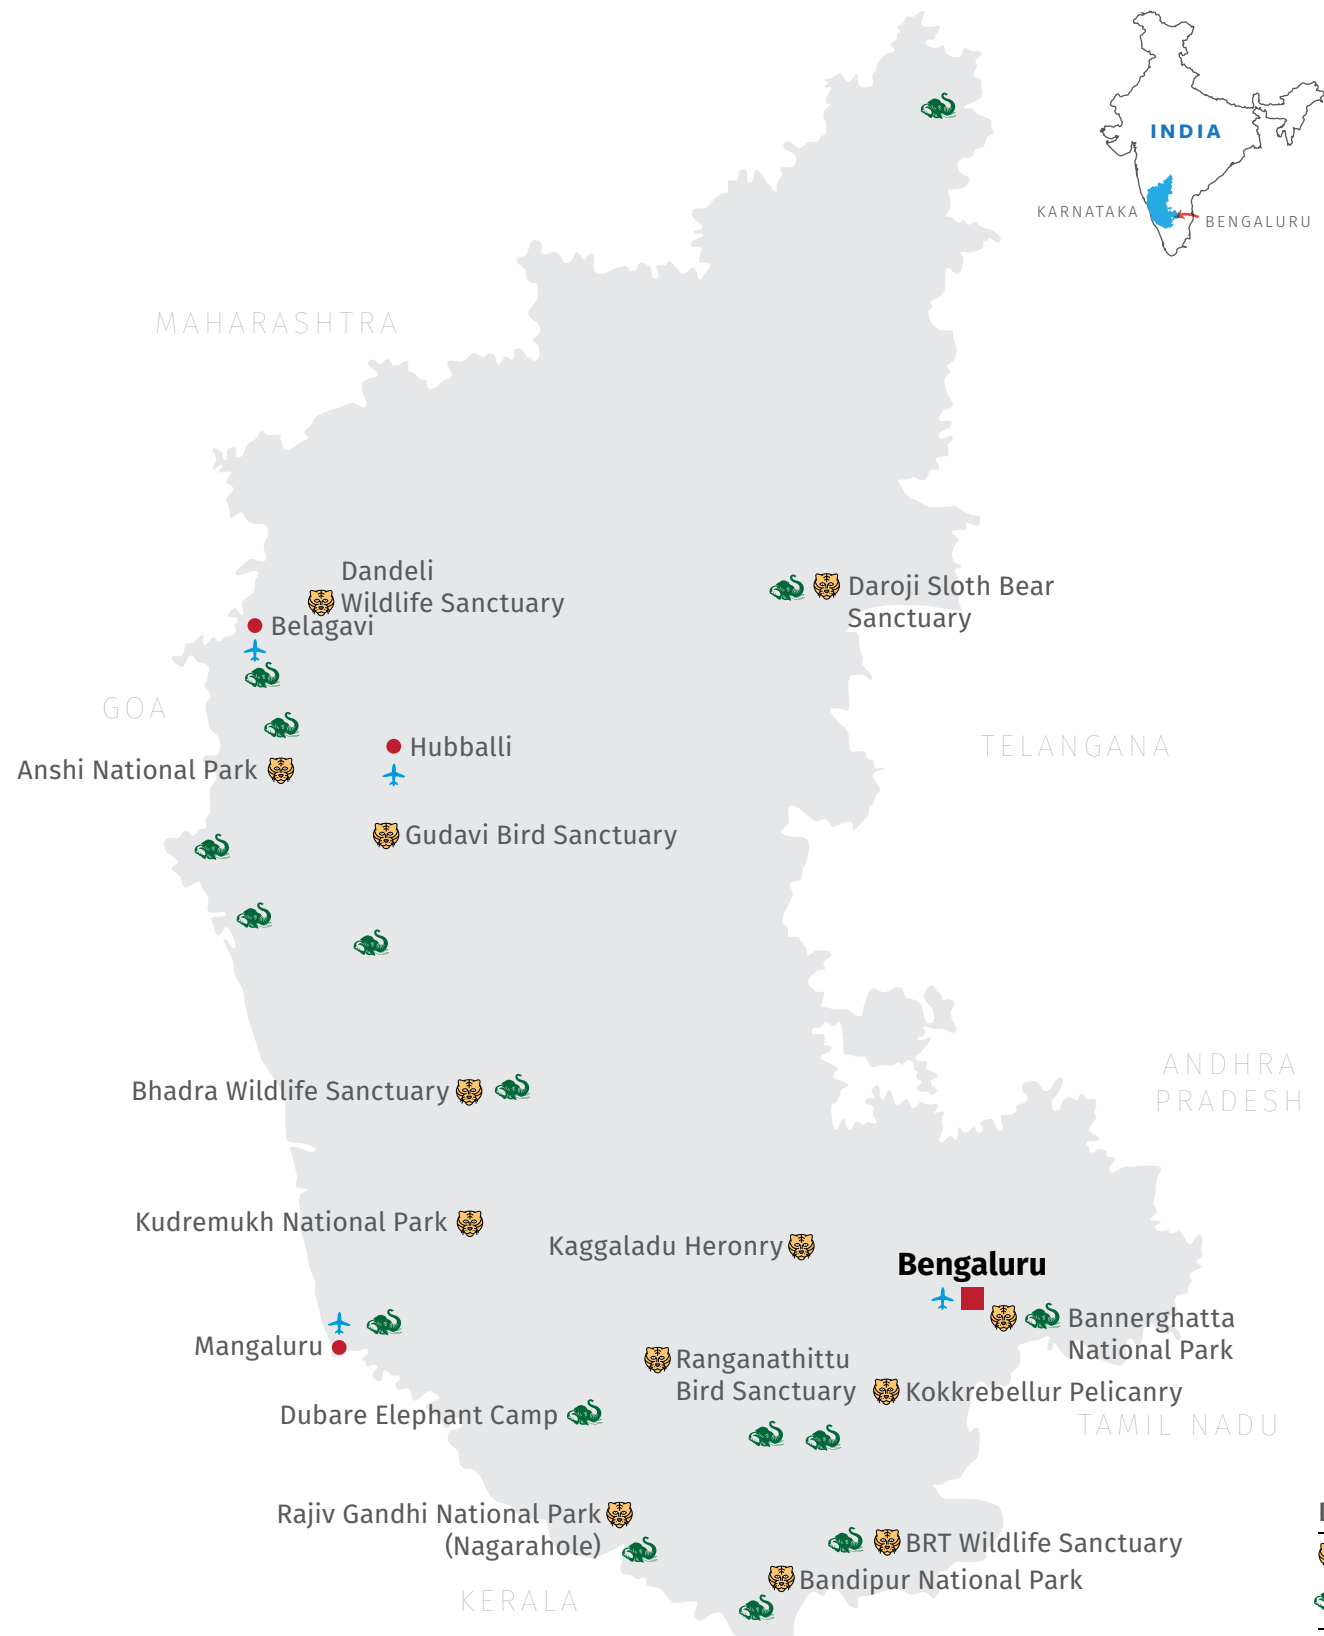 INDIA
KARNATAKA
BENGALURU
MAHARASHTRA
Dandeli
Wildlife Sanctuary
Belagavi
Daroji Sloth Bear
Sanctuary
GOA
Hubballi
TELANGANA
Anshi National Park
Gudavi Bird Sanctuary
ANDHRA
PRADESH
Bhadra Wildlife Sanctuary
Kudremukh National Park
Kaggaladu Heronry
Bengaluru
Bannerghatta
National Park
Mangaluru
Ranganathittu
Bird Sanctuary
Kokkrebellur Pelicanry
Dubare Elephant Camp
TAMIL NADU
Rajiv Gandhi National Park
(Nagarahole)
BRT Wildlife Sanctuary
Bandipur National Park
KERALA